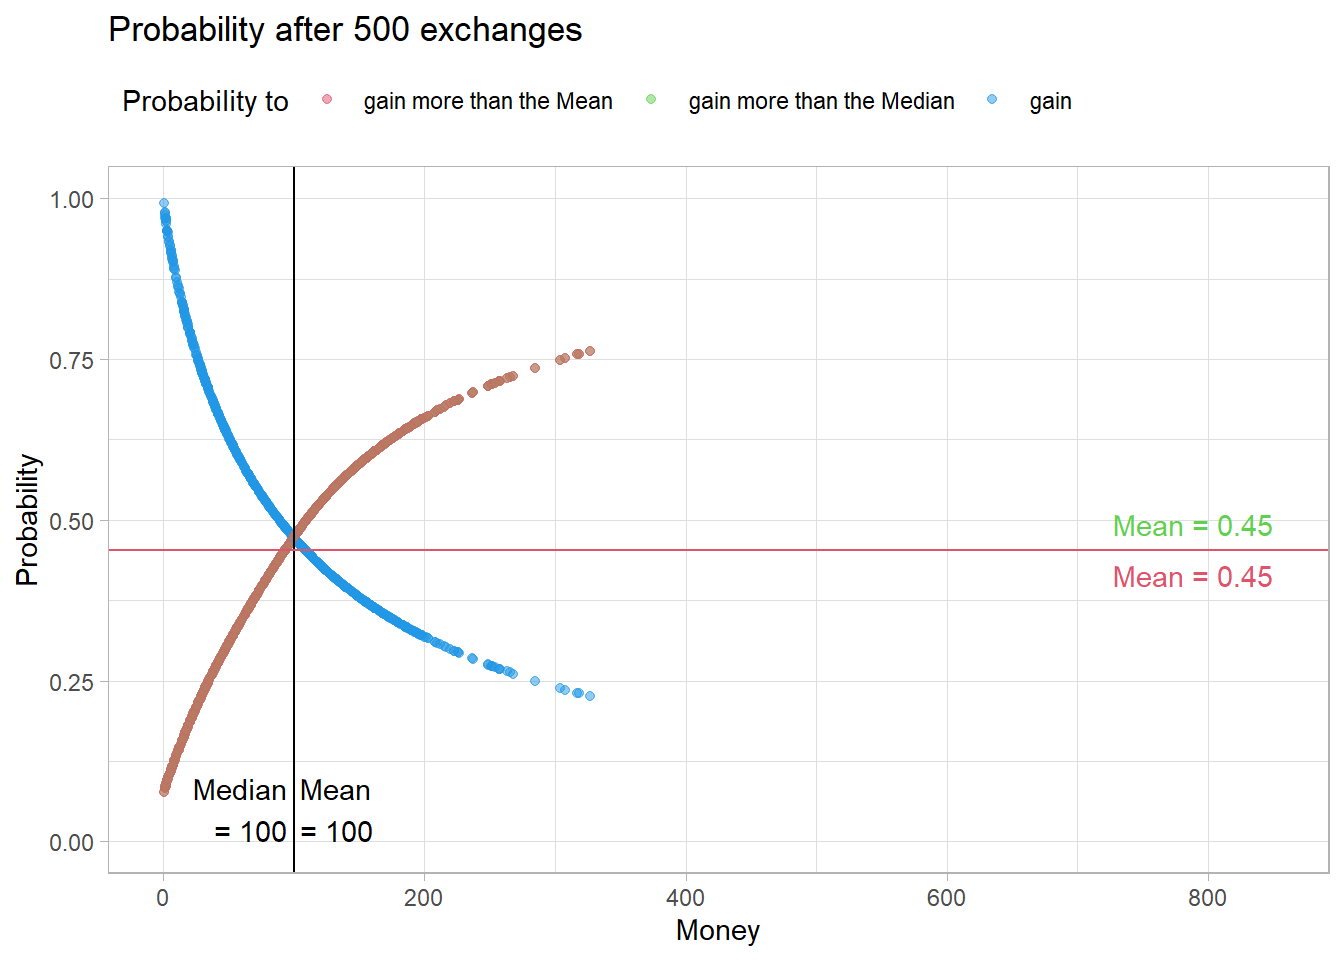 Probability after 500 exchanges
Probability to gain more than the Mean gain more than the Median gain
1.00
0.75
0.50
0.25
0.00
Probability
Mean = 0.45
Mean = 0.45
Median Mean
= 100 = 100
0 200 400 600 800
Money